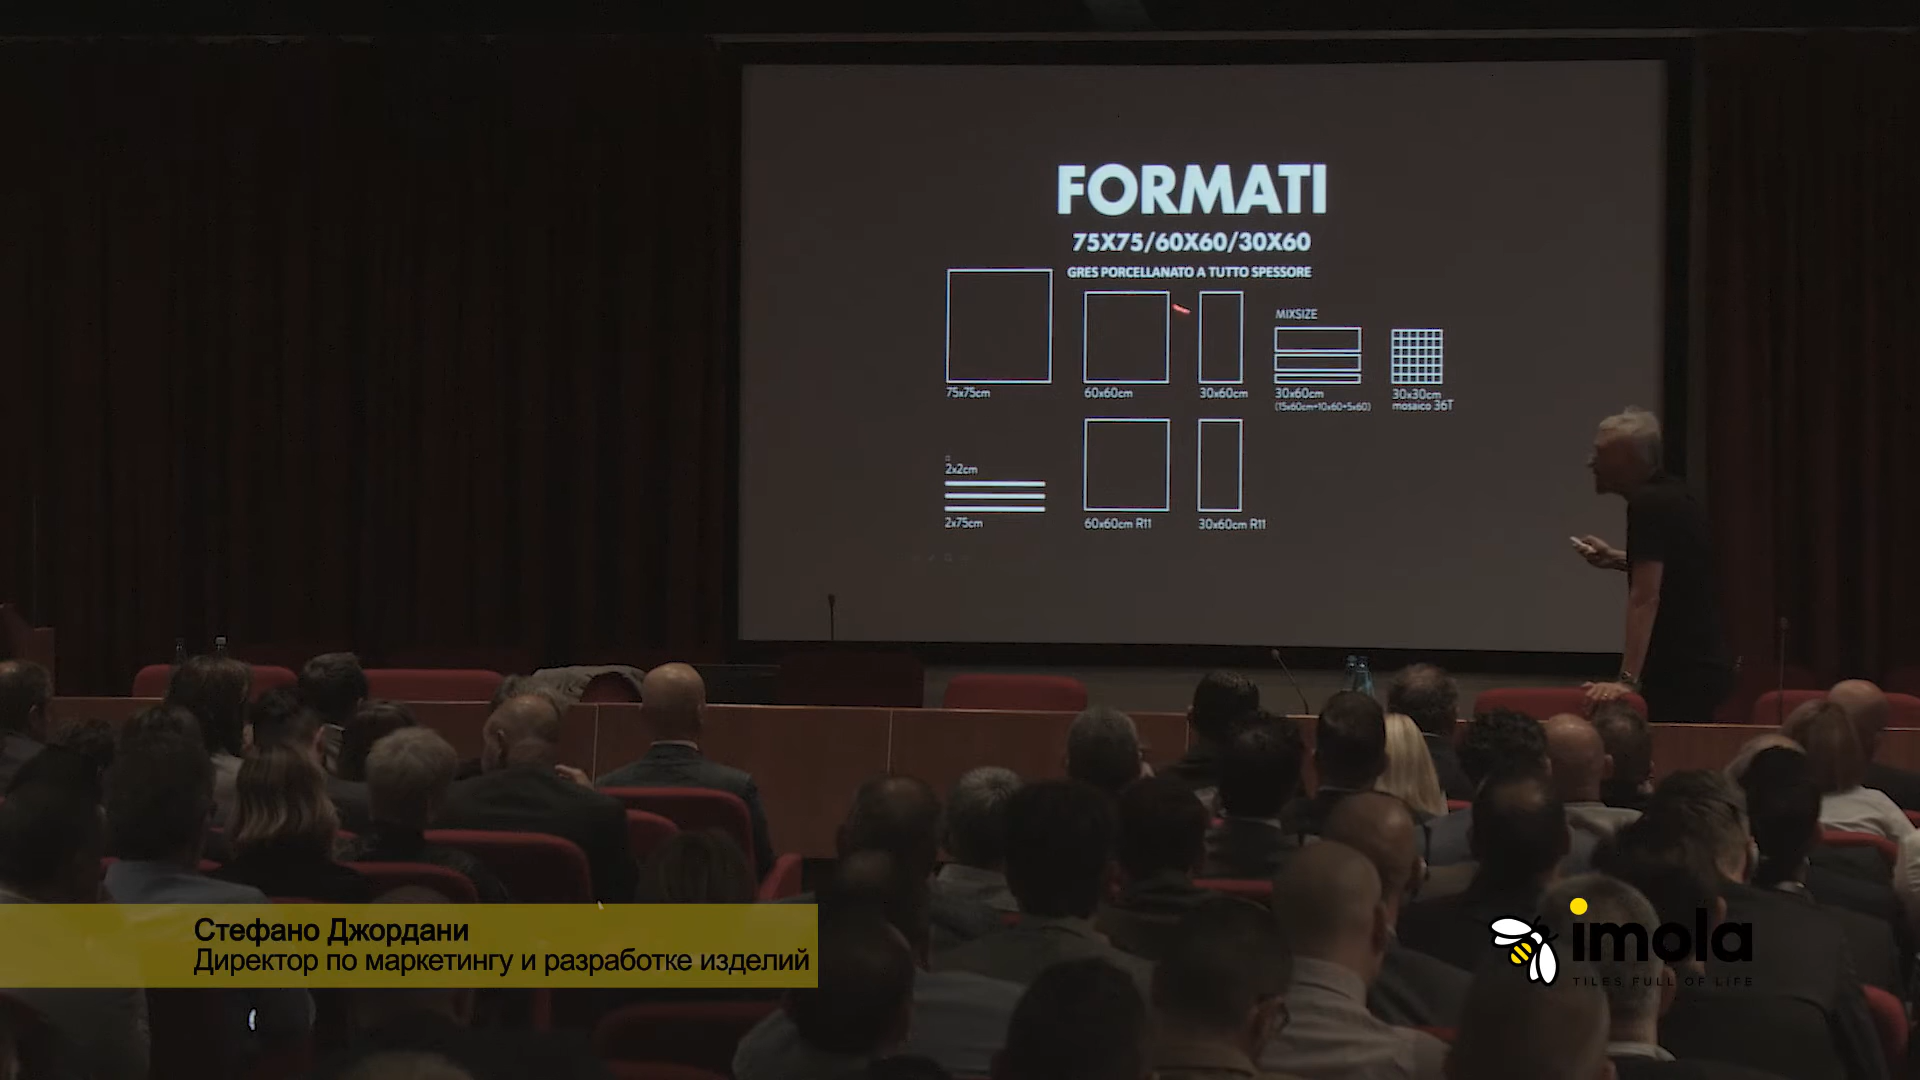 FORMATI
75X75/60X60/30X60
GRES PORCELLANATO A TUTTO SPESSORE
MIXSIZE
75x75cm
60x60cm
30x60cm
30x60cm
(15x60cm+10x60+5x60)
30x30cm
mosaico 36T
2x2cm
2x75cm
60x60cm R11
30x60cm R11
Стефано Джордани
Директор по маркетингу и разработке изделий
imola
TILES FULL OF LIFE